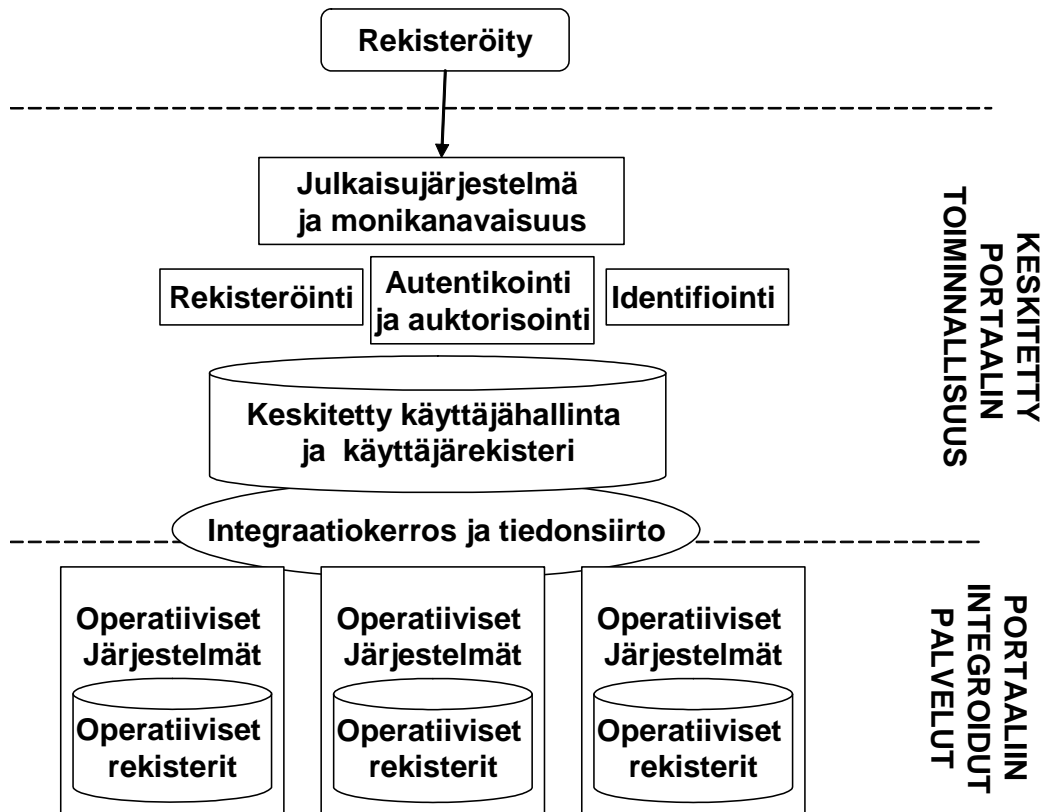 Rekisteröity
Julkaisujärjestelmä
ja monikanavaisuus
Rekisteröinti
Autentikointi
ja auktorisointi
Identifiointi
Keskitetty käyttäjähallinta
ja käyttäjärekisteri
Integraatiokerros ja tiedonsiirto
KESKITETTY
PORTAALIN
TOIMINNALLISUUS
Operatiiviset
Järjestelmät
Operatiiviset
rekisterit
Operatiiviset
Järjestelmät
Operatiiviset
rekisterit
Operatiiviset
Järjestelmät
Operatiiviset
rekisterit
PORTAALIIN
INTEGROIDUT
PALVELUT